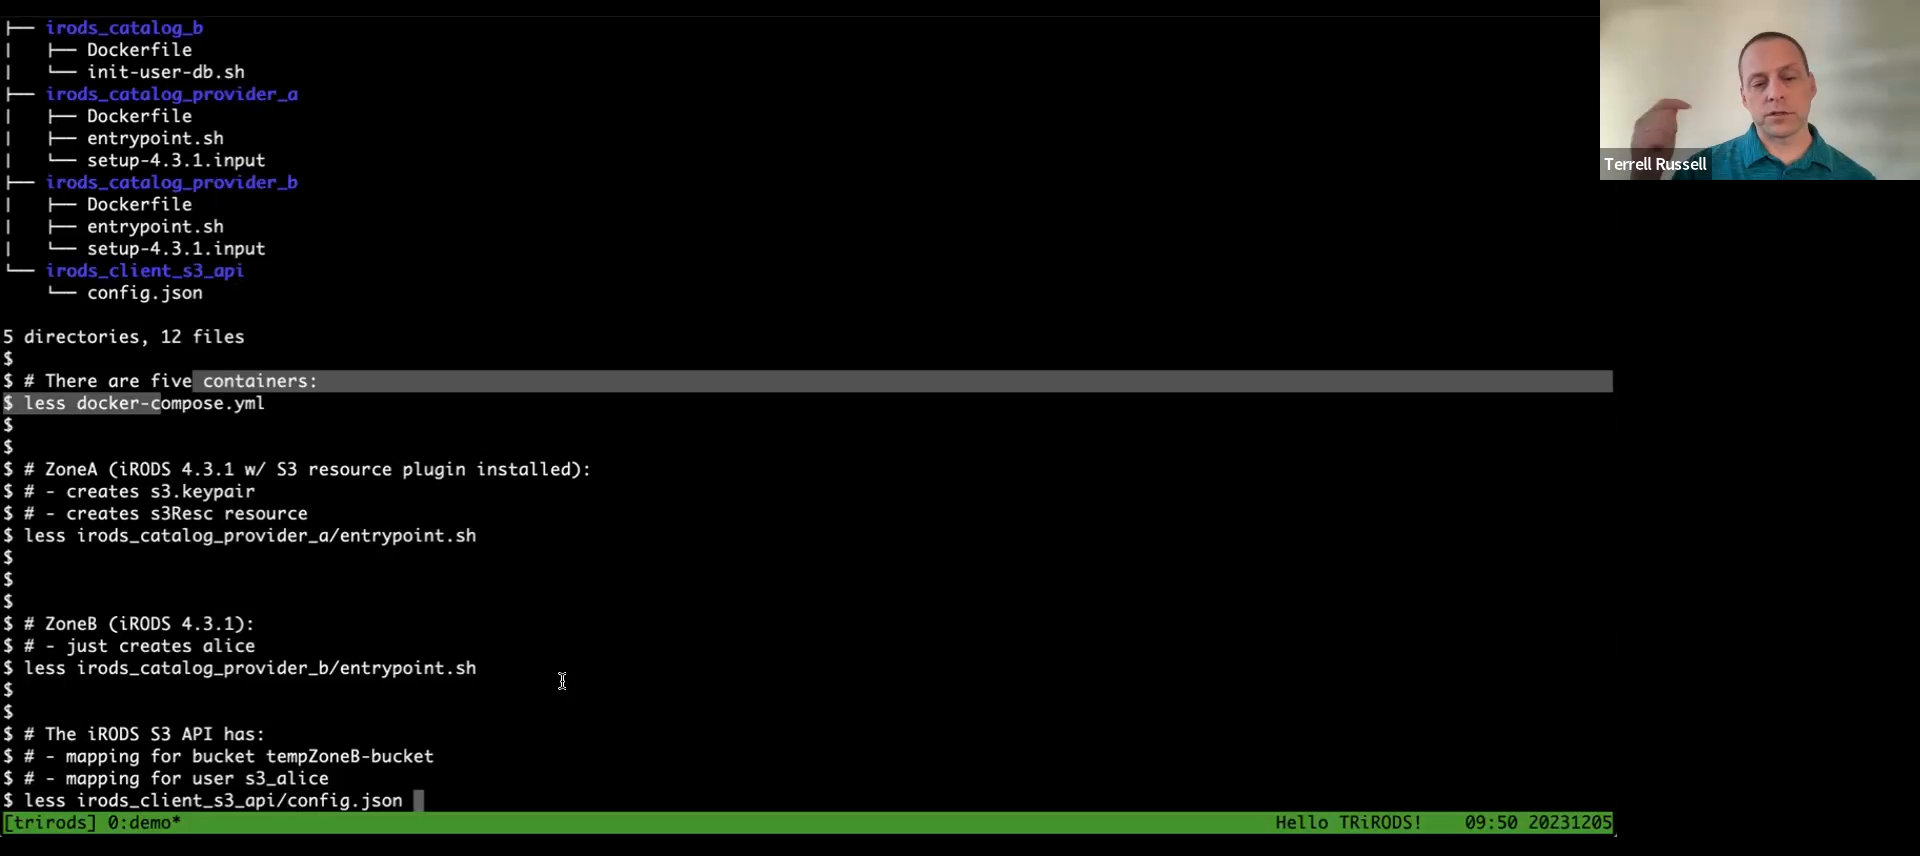 ├── irods_catalog_b
│   ├── Dockerfile
│   └── init-user-db.sh
├── irods_catalog_provider_a
│   ├── Dockerfile
│   ├── entrypoint.sh
│   └── setup-4.3.1.input
├── irods_catalog_provider_b
│   ├── Dockerfile
│   ├── entrypoint.sh
│   └── setup-4.3.1.input
└── irods_client_s3_api
    └── config.json
5 directories, 12 files
$
$ # There are five containers:
$ less docker-compose.yml
$
$
$ # ZoneA (iRODS 4.3.1 w/ S3 resource plugin installed):
$ # - creates s3.keypair
$ # - creates s3Resc resource
$ less irods_catalog_provider_a/entrypoint.sh
$
$
$
$ # ZoneB (iRODS 4.3.1):
$ # - just creates alice
$ less irods_catalog_provider_b/entrypoint.sh
$
$
$ # The iRODS S3 API has:
$ # - mapping for bucket tempZoneB-bucket
$ # - mapping for user s3_alice
$ less irods_client_s3_api/config.json
[trirods] 0:demo* Hello TRiRODS! 09:50 20231205
Terrell Russell